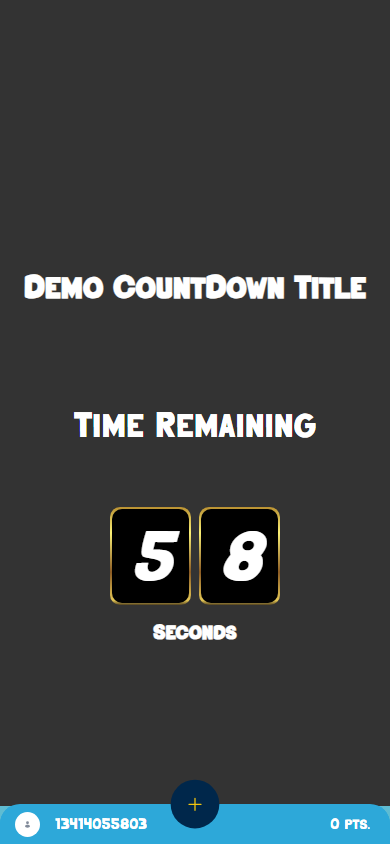 Demo CountDown Title
Time Remaining
5 8
Seconds
13414055803
0 PTS.